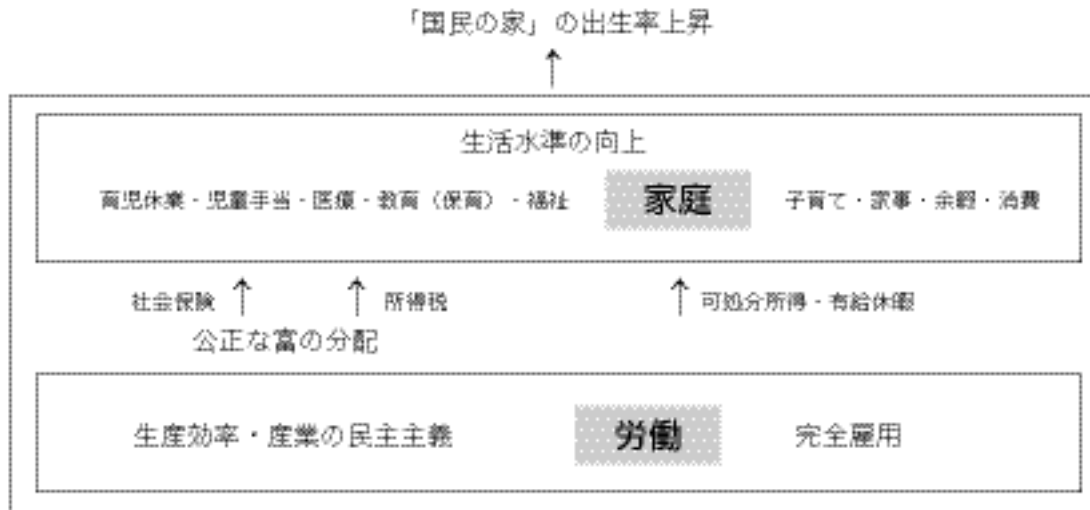 「国民の家」の出生率上昇
生活水準の向上
育児休業・児童手当・医療・教育（保育）・福祉 家庭 子育て・家事・余暇・消費
社会保険 所得税 可処分所得・有給休暇
公正な富の分配
生産効率・産業の民主主義 労働 完全雇用